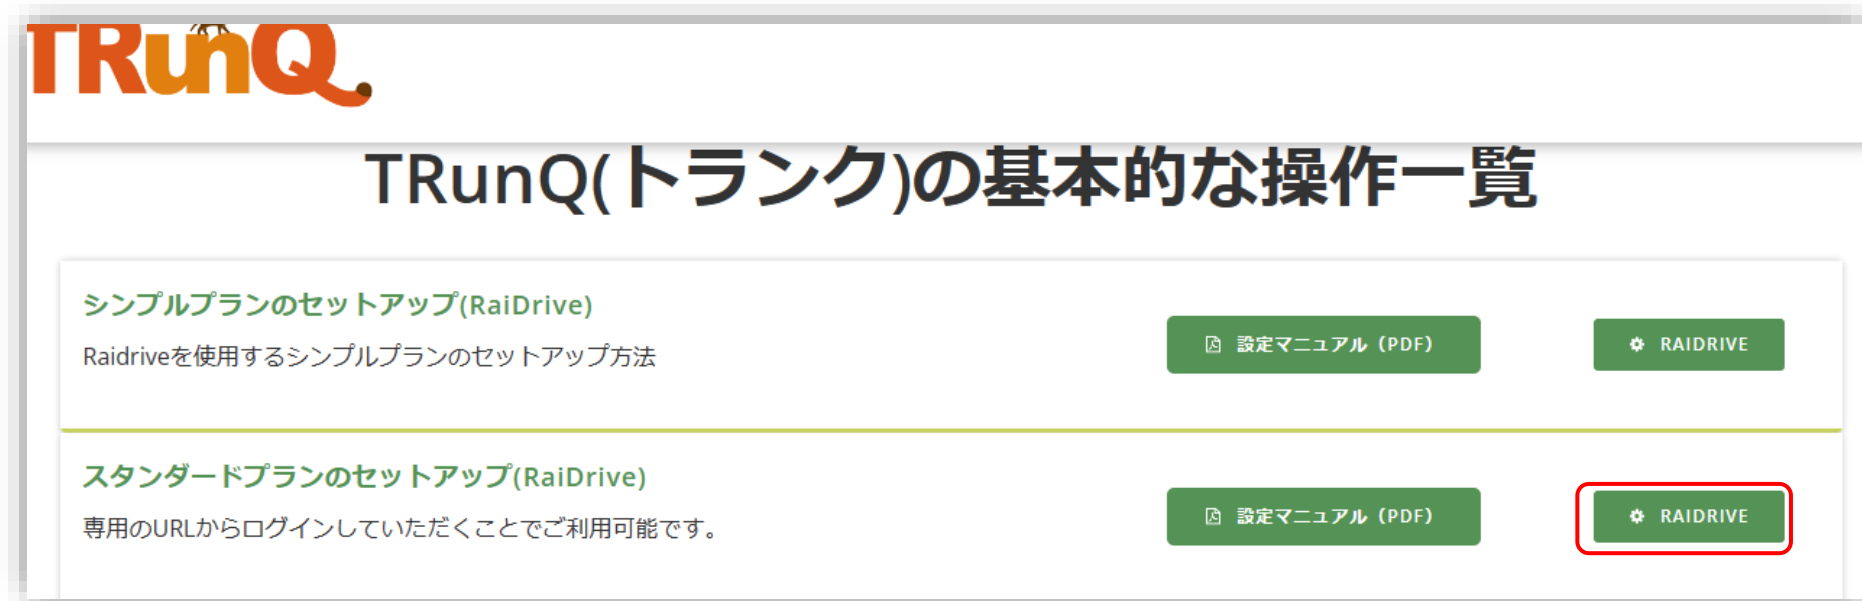 TRunQ
TRunQ(トランク)の基本的な操作一覧
シンプルプランのセットアップ(RaiDrive)
Raidriveを使用するシンプルプランのセットアップ方法
設定マニュアル（PDF）
RAIDRIVE
スタンダードプランのセットアップ(RaiDrive)
専用のURLからログインしていただくことでご利用可能です。
設定マニュアル（PDF）
RAIDRIVE